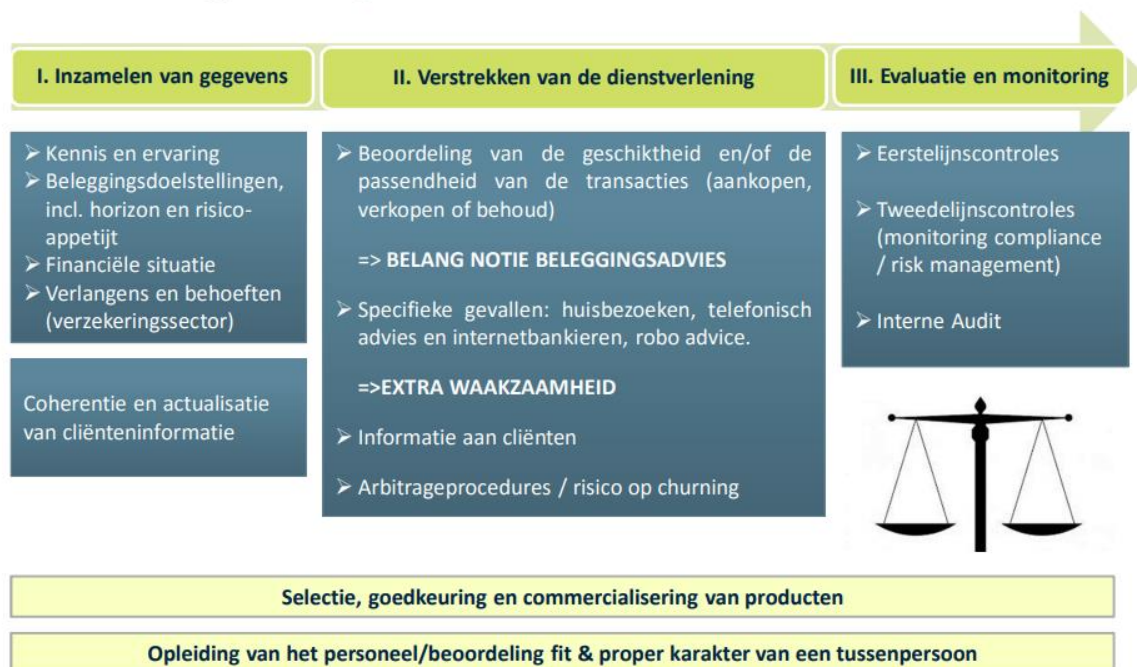 I. Inzamelen van gegevens
II. Verstrekken van de dienstverlening
III. Evaluatie en monitoring
➢ Kennis en ervaring
➢ Beleggingsdoelstellingen,
incl. horizon en risico-
appetijt
➢ Financiële situatie
➢ Verlangens en behoeften
(verzekeringssector)
Coherentie en actualisatie
van cliënteninformatie
➢ Beoordeling van de geschiktheid en/of de
passendheid van de transacties (aankopen,
verkopen of behoud)
=> BELANG NOTIE BELEGGINGSADVIES
➢ Specifieke gevallen: huisbezoeken, telefonisch
advies en internetbankieren, robo advice.
=>EXTRA WAAKZAAMHEID
➢ Informatie aan cliënten
➢ Arbitrageprocedures / risico op churning
➢ Eerstelijnscontroles
➢ Tweedelijnscontroles
(monitoring compliance
/ risk management)
➢ Interne Audit
Selectie, goedkeuring en commercialisering van producten
Opleiding van het personeel/beoordeling fit & proper karakter van een tussenpersoon